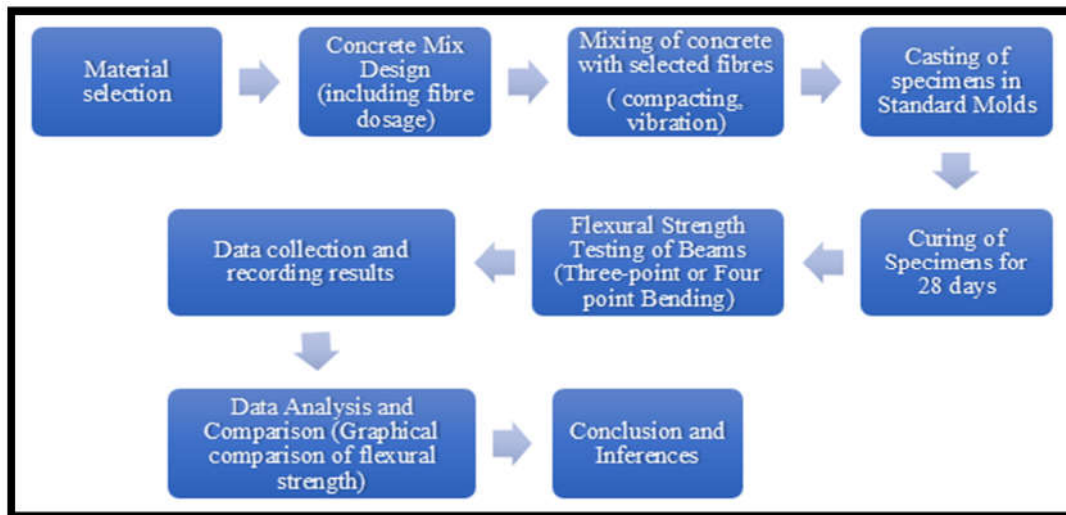 Material
selection
Concrete Mix
Design
(including fibre
dosage)
Mixing of concrete
with selected fibres
( compacting,
vibration)
Casting of
specimens in
Standard Molds
Curing of
Specimens for
28 days
Flexural Strength
Testing of Beams
(Three-point or Four
point Bending)
Data collection and
recording results
Data Analysis and
Comparison (Graphical
comparison of flexural
strength)
Conclusion and
Inferences